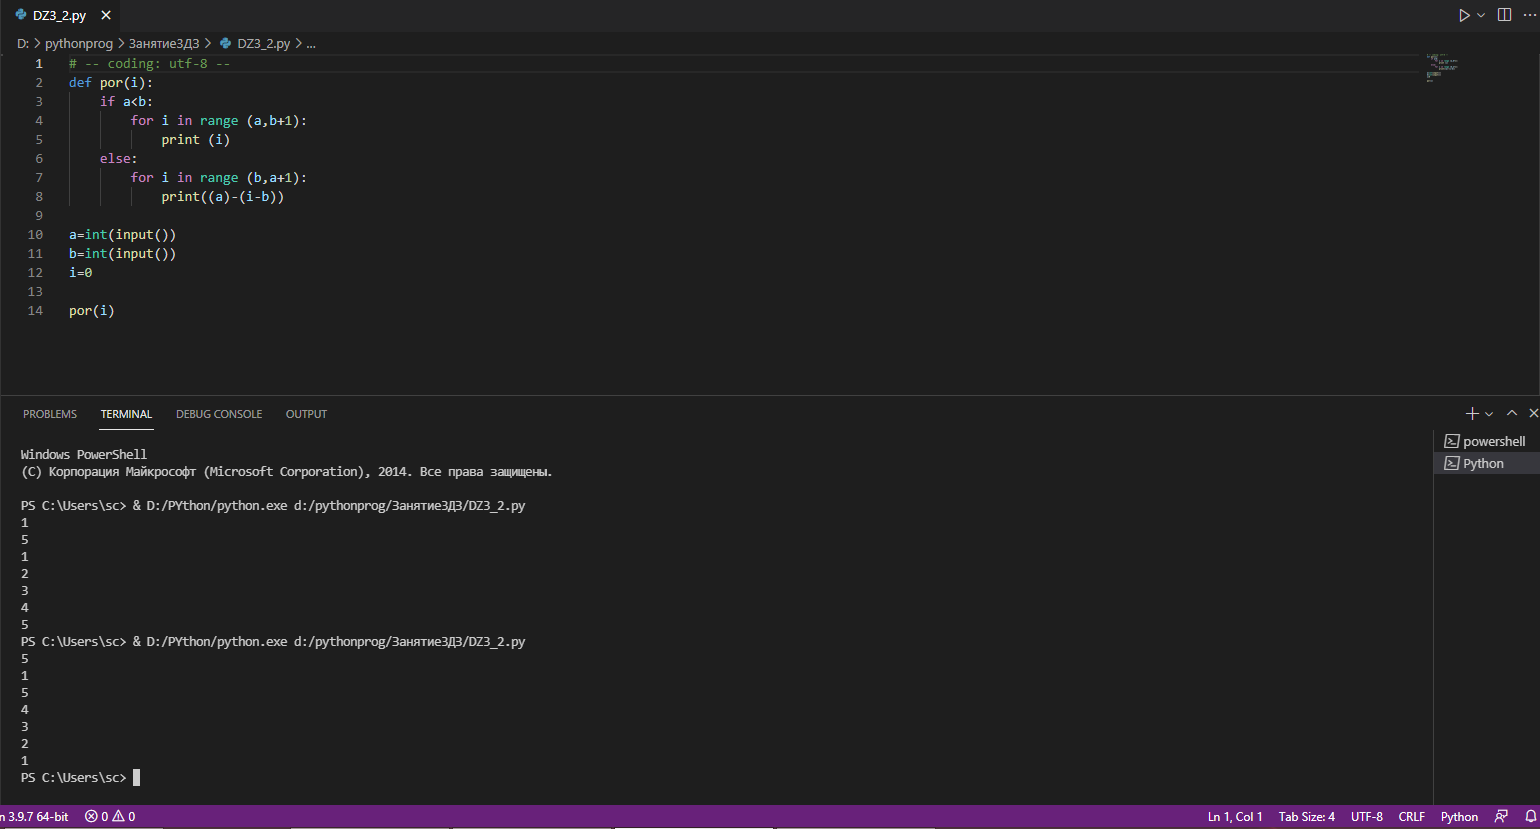 DZ3_2.py
D: > pythonprog > Занятие3ДЗ > DZ3_2.py > ...
1 # -- coding: utf-8 --
2 def por(i):
3     if a<b:
4         for i in range (a,b+1):
5             print (i)
6     else:
7         for i in range (b,a+1):
8             print((a)-(i-b))
9
10 a=int(input())
11 b=int(input())
12 i=0
13
14 por(i)
PROBLEMS TERMINAL DEBUG CONSOLE OUTPUT
powershell
Python
Windows PowerShell
(C) Корпорация Майкрософт (Microsoft Corporation), 2014. Все права защищены.
PS C:\Users\sc> & D:/PYthon/python.exe d:/pythonprog/Занятие3ДЗ/DZ3_2.py
1
5
1
2
3
4
5
PS C:\Users\sc> & D:/PYthon/python.exe d:/pythonprog/Занятие3ДЗ/DZ3_2.py
5
1
5
4
3
2
1
PS C:\Users\sc>
n 3.9.7 64-bit 0 0 Ln 1, Col 1 Tab Size: 4 UTF-8 CRLF Python